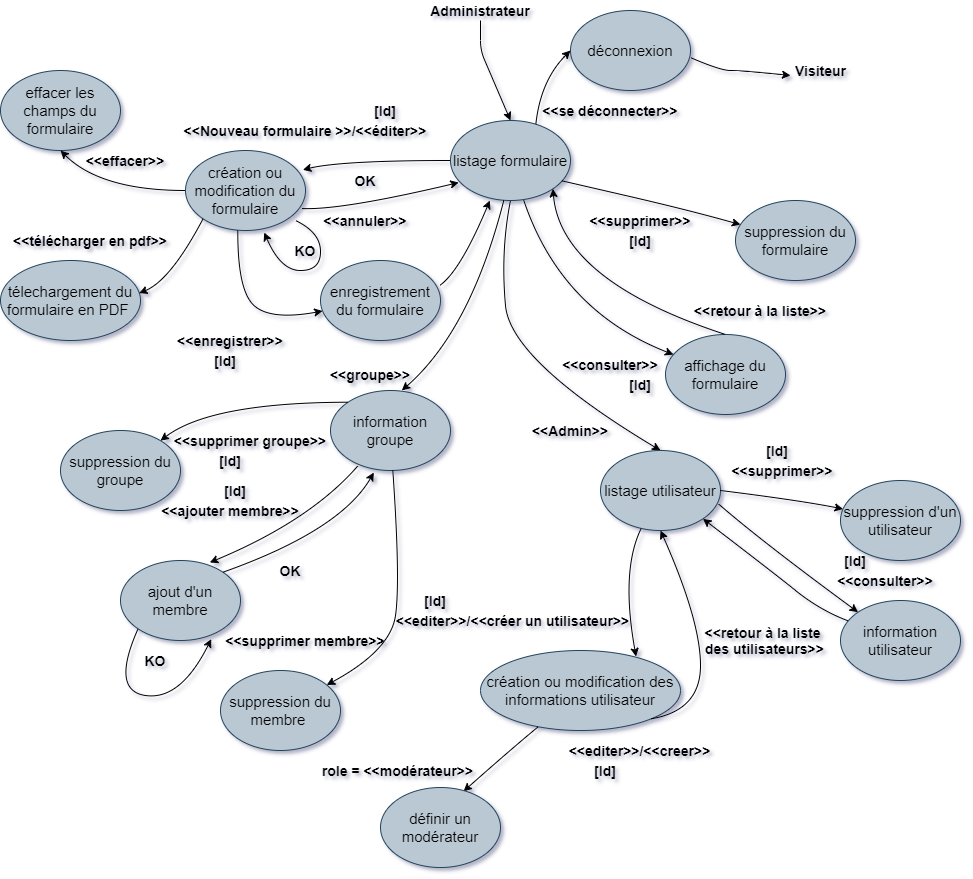 Administrateur
déconnexion
Visiteur
<<se déconnecter>>
effacer les
champs du
formulaire
[Id]
<<Nouveau formulaire >>/<<éditer>>
<<effacer>>
listage formulaire
création ou
modification du
formulaire
OK
<<annuler>>
KO
<<supprimer>>
[Id]
suppression du
formulaire
<<télécharger en pdf>>
télechargement du
formulaire en PDF
enregistrement
du formulaire
<<enregistrer>>
[Id]
<<retour à la liste>>
<<consulter>>
[Id]
affichage du
formulaire
<<groupe>>
information
groupe
<<supprimer groupe>>
[Id]
suppression du
groupe
<<Admin>>
listage utilisateur
[Id]
<<supprimer>>
suppression d'un
utilisateur
[Id]
<<ajouter membre>>
OK
ajout d'un
membre
KO
[Id]
<<consulter>>
information
utilisateur
[Id]
<<editer>>/<<créer un utilisateur>>
<<supprimer membre>>
<<retour à la liste
des utilisateurs>>
suppression du
membre
création ou modification des
informations utilisateur
<<editer>>/<<creer>>
[Id]
role = <<modérateur>>
définir un
modérateur